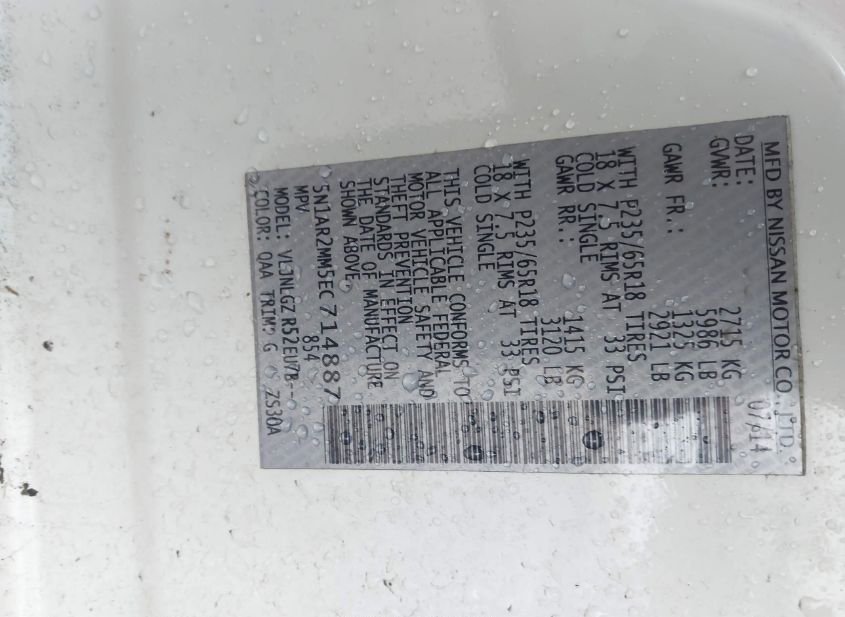 MFD BY NISSAN MOTOR CO., LTD.
DATE: 07/14
GVWR: 2715 KG
5986 LB
GAWR FR.: 1325 KG
2921 LB
WITH P235/65R18 TIRES
18 X 7.5 RIMS AT 33 PSI
COLD SINGLE
GAWR RR.: 1415 KG
3120 LB
WITH P235/65R18 TIRES
18 X 7.5 RIMS AT 33 PSI
COLD SINGLE
THIS VEHICLE CONFORMS TO
ALL APPLICABLE FEDERAL
MOTOR VEHICLE SAFETY AND
THEFT PREVENTION
STANDARDS IN EFFECT ON
THE DATE OF MANUFACTURE
SHOWN ABOVE.
5N1AR2MM5EC714887
MPV 854
MODEL: VL3NLGZ R52EU7B--
COLOR: QAA TRIM: G ZS30A